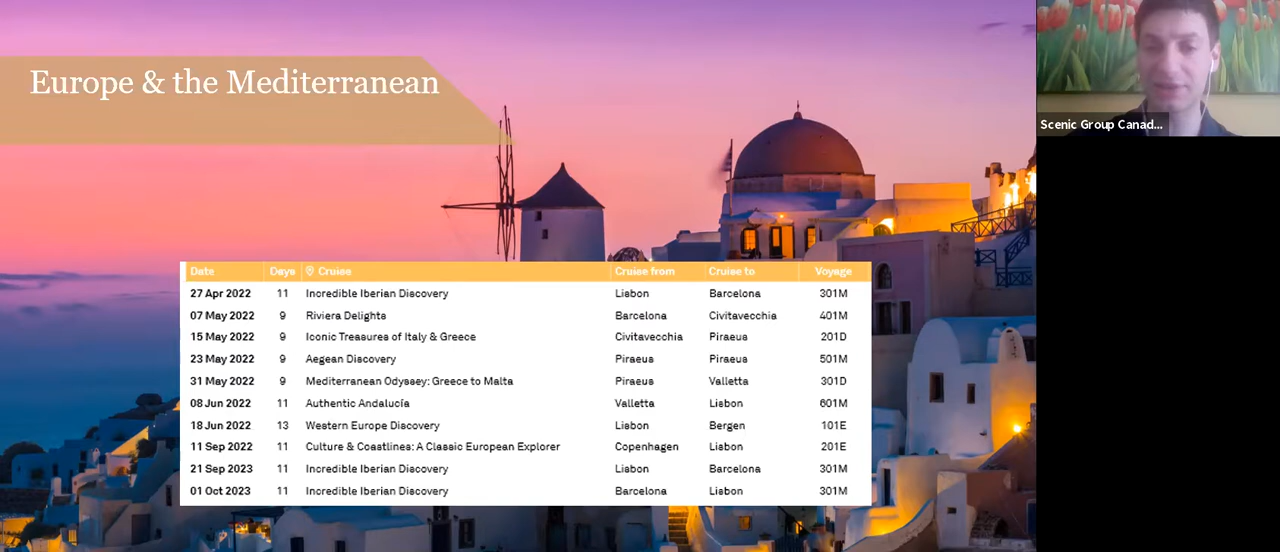 Europe & the Mediterranean
Scenic Group Canad...
Date Days Cruise Cruise from Cruise to Voyage
27 Apr 2022 11 Incredible Iberian Discovery Lisbon Barcelona 301M
07 May 2022 9 Riviera Delights Barcelona Civitavecchia 401M
15 May 2022 9 Iconic Treasures of Italy & Greece Civitavecchia Piraeus 201D
23 May 2022 9 Aegean Discovery Piraeus Piraeus 501M
31 May 2022 9 Mediterranean Odyssey: Greece to Malta Piraeus Valletta 301D
08 Jun 2022 11 Authentic Andalucía Valletta Lisbon 601M
18 Jun 2022 13 Western Europe Discovery Lisbon Bergen 101E
11 Sep 2022 11 Culture & Coastlines: A Classic European Explorer Copenhagen Lisbon 201E
21 Sep 2023 11 Incredible Iberian Discovery Lisbon Barcelona 301M
01 Oct 2023 11 Incredible Iberian Discovery Barcelona Lisbon 301M